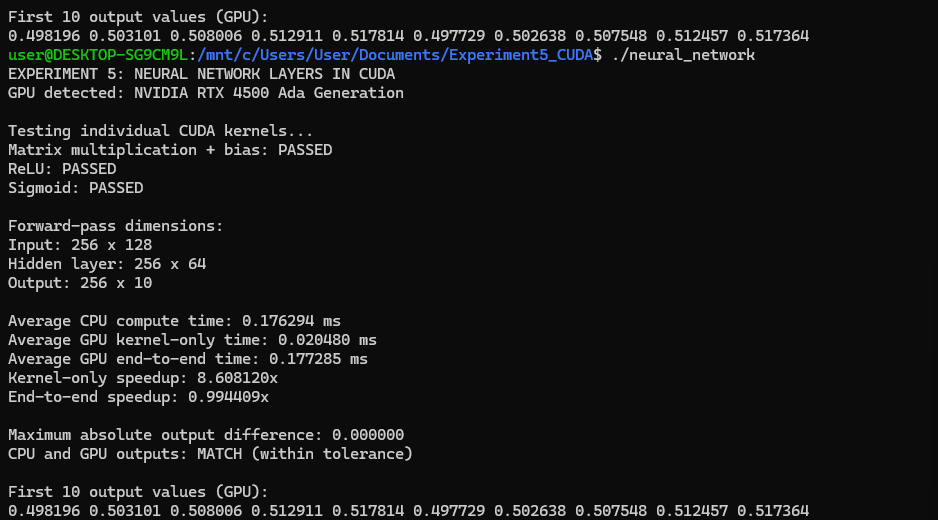 First 10 output values (GPU):
0.498196 0.503101 0.508006 0.512911 0.517814 0.497729 0.502638 0.507548 0.512457 0.517364
user@DESKTOP-SG9CM9L:/mnt/c/Users/User/Documents/Experiment5_CUDA$ ./neural_network
EXPERIMENT 5: NEURAL NETWORK LAYERS IN CUDA
GPU detected: NVIDIA RTX 4500 Ada Generation

Testing individual CUDA kernels...
Matrix multiplication + bias: PASSED
ReLU: PASSED
Sigmoid: PASSED

Forward-pass dimensions:
Input: 256 x 128
Hidden layer: 256 x 64
Output: 256 x 10

Average CPU compute time: 0.176294 ms
Average GPU kernel-only time: 0.020480 ms
Average GPU end-to-end time: 0.177285 ms
Kernel-only speedup: 8.608120x
End-to-end speedup: 0.994409x

Maximum absolute output difference: 0.000000
CPU and GPU outputs: MATCH (within tolerance)

First 10 output values (GPU):
0.498196 0.503101 0.508006 0.512911 0.517814 0.497729 0.502638 0.507548 0.512457 0.517364